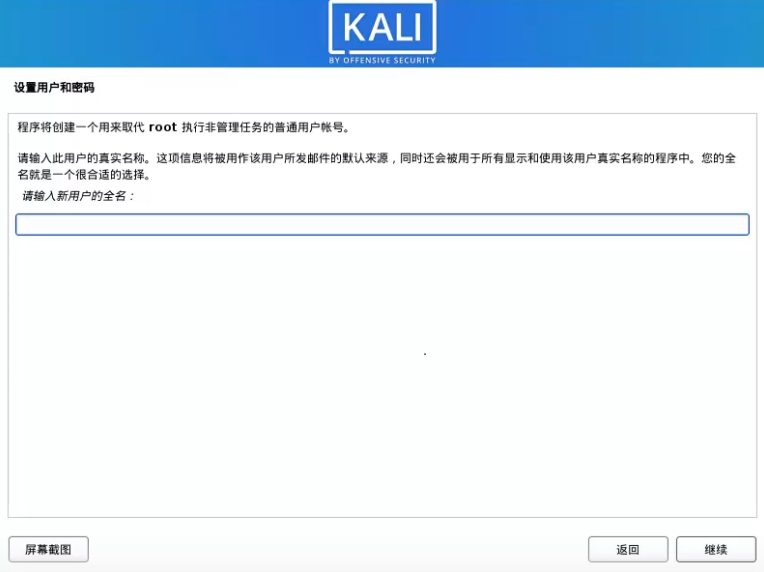 KALI
BY OFFENSIVE SECURITY
设置用户和密码
程序将创建一个用来取代 root 执行非管理任务的普通用户帐号。
请输入此用户的真实名称。这项信息将被用作该用户所发邮件的默认来源，同时还会被用于所有显示和使用该用户真实名称的程序中。您的全
名就是一个很合适的选择。
请输入新用户的全名：
屏幕截图
返回
继续